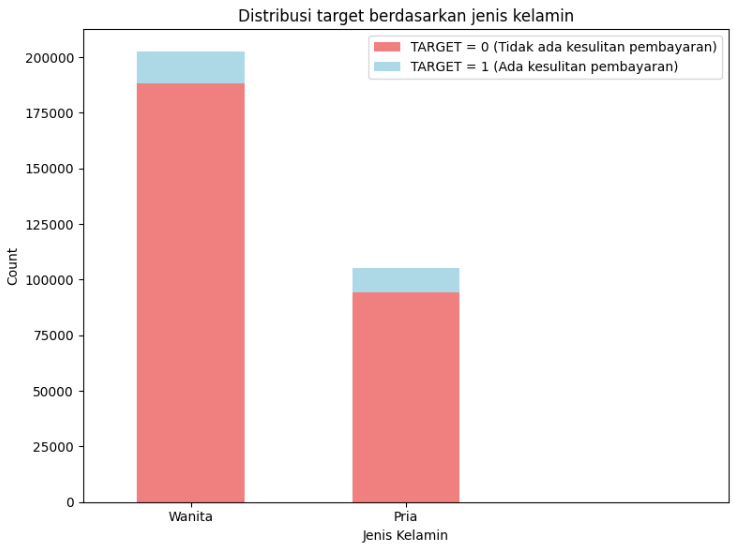 Distribusi target berdasarkan jenis kelamin
TARGET = 0 (Tidak ada kesulitan pembayaran)
TARGET = 1 (Ada kesulitan pembayaran)
200000
175000
150000
125000
100000
75000
50000
25000
0
Count
Wanita
Pria
Jenis Kelamin